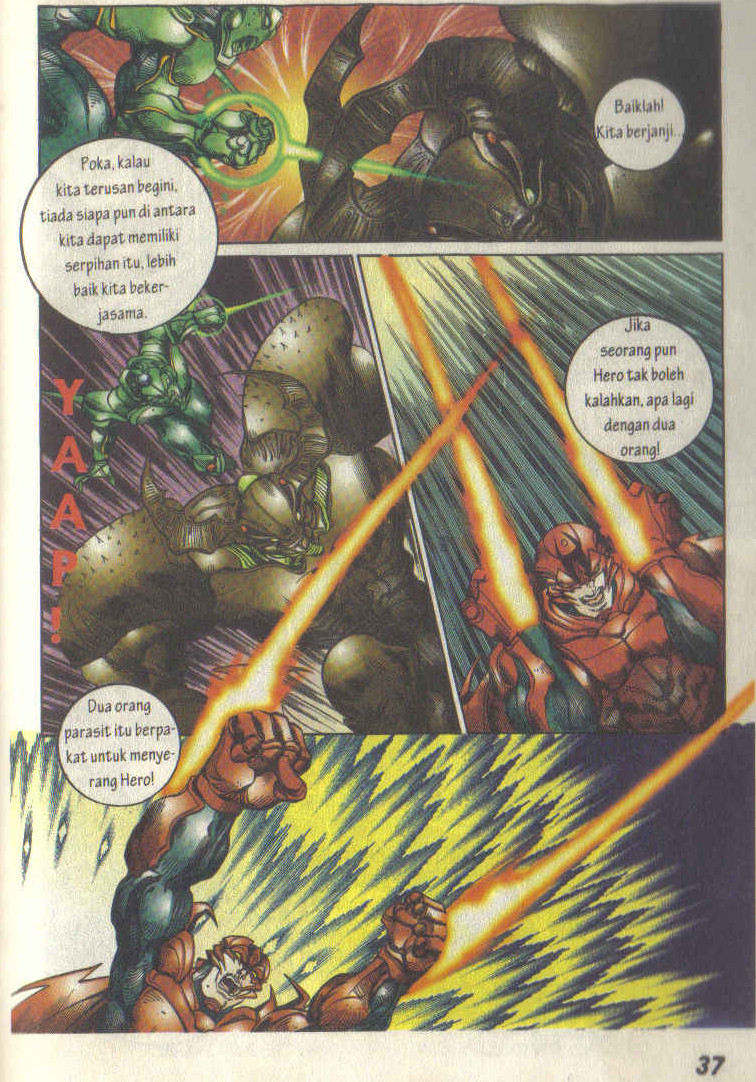 Poka, kalau
kita terusan begini,
tiada siapa pun di antara
kita dapat memiliki
serpihan itu, lebih
baik kita beker-
jasama.
Baiklah!
Kita berjanji...
YAAP!
Jika
seorang pun
Hero tak boleh
kalahkan, apa lagi
dengan dua
orang!
Dua orang
parasit itu berpa-
kat untuk menye-
rang Hero!
37